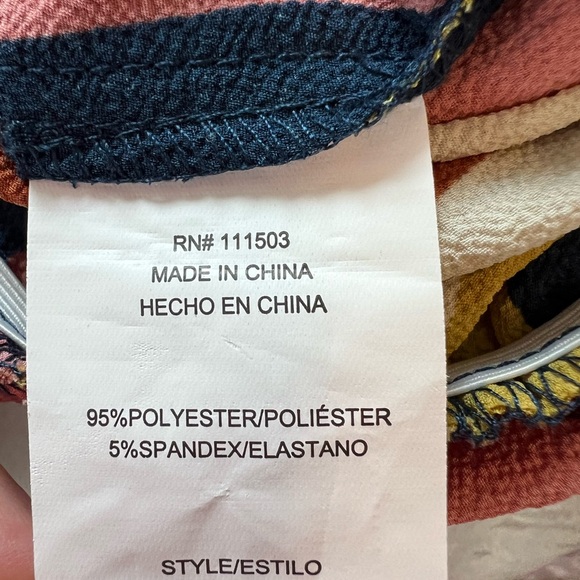 RN# 111503
MADE IN CHINA
HECHO EN CHINA
95%POLYESTER/POLIÉSTER
5%SPANDEX/ELASTANO
STYLE/ESTILO